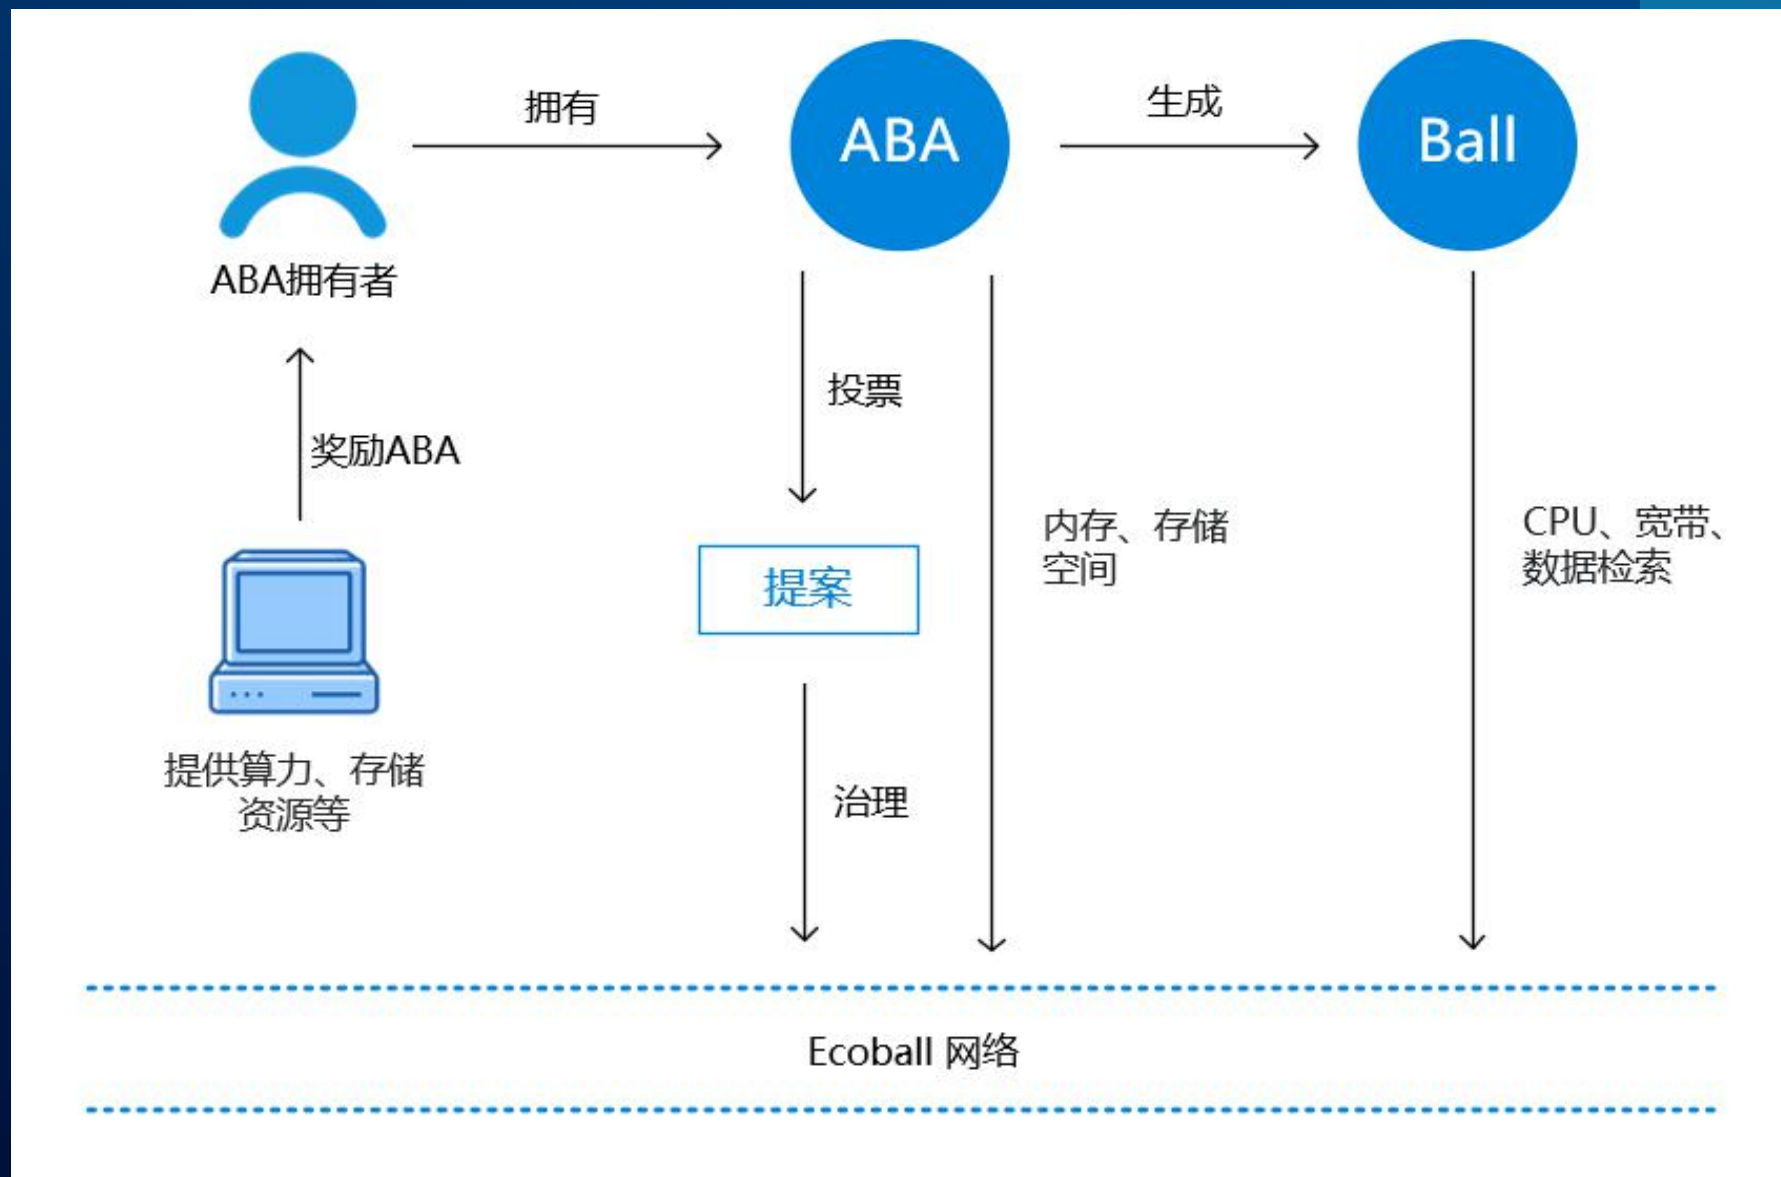 拥有
ABA
生成
Ball
ABA拥有者
投票
奖励ABA
内存、存储
空间
CPU、宽带、
数据检索
提案
提供算力、存储
资源等
治理
Ecoball 网络